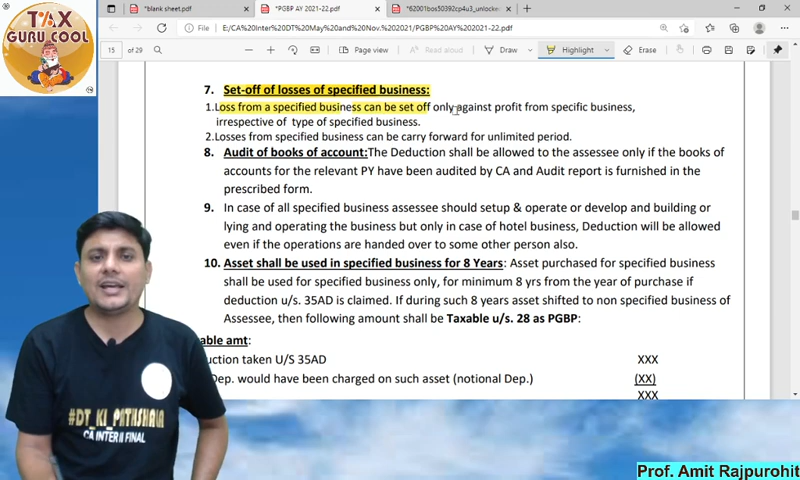 TAX
GURU COOL
*blank sheet.pdf
*PGBP AY 2021-22.pdf
62001bos50392cp4u3_unlocked
E:/CA%20Inter%20DT%20May%20and%20Nov.%202021/PGBP%20AY%202021-22.pdf
15 of 29
Page view
Read aloud
Draw
Highlight
Erase
7. Set-off of losses of specified business:
1.Loss from a specified business can be set off only against profit from specific business,
irrespective of type of specified business.
2.Losses from specified business can be carry forward for unlimited period.
8. Audit of books of account:The Deduction shall be allowed to the assessee only if the books of
accounts for the relevant PY have been audited by CA and Audit report is furnished in the
prescribed form.
9. In case of all specified business assessee should setup & operate or develop and building or
lying and operating the business but only in case of hotel business, Deduction will be allowed
even if the operations are handed over to some other person also.
10. Asset shall be used in specified business for 8 Years: Asset purchased for specified business
shall be used for specified business only, for minimum 8 yrs from the year of purchase if
deduction u/s. 35AD is claimed. If during such 8 years asset shifted to non specified business of
Assessee, then following amount shall be Taxable u/s. 28 as PGBP:
able amt:
uction taken U/S 35AD XXX
Dep. would have been charged on such asset (notional Dep.) (XX)
XXX
#DT_KI_PATHSHALA
CA INTER II FINAL
Prof. Amit Rajpurohit